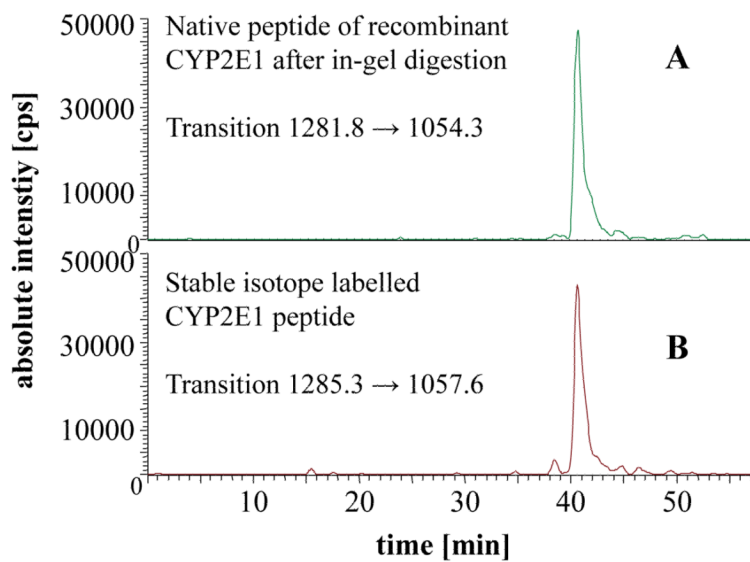 Native peptide of recombinant
CYP2E1 after in-gel digestion
A
Transition 1281.8 → 1054.3
50000
30000
10000
0
Stable isotope labelled
CYP2E1 peptide
B
Transition 1285.3 → 1057.6
50000
30000
10000
0
absolute intenstiy [cps]
0 10 20 30 40 50
time [min]